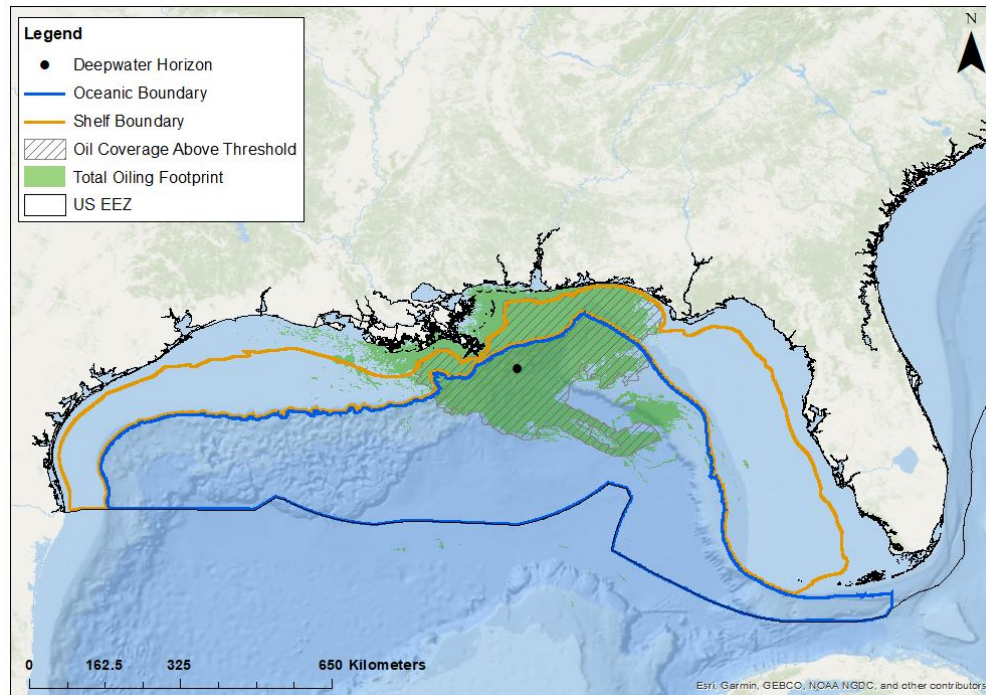 Legend
Deepwater Horizon
Oceanic Boundary
Shelf Boundary
Oil Coverage Above Threshold
Total Oiling Footprint
US EEZ
N
0 162.5 325 650 Kilometers
Esri, Garmin, GEBCO, NOAA NGDC, and other contributors